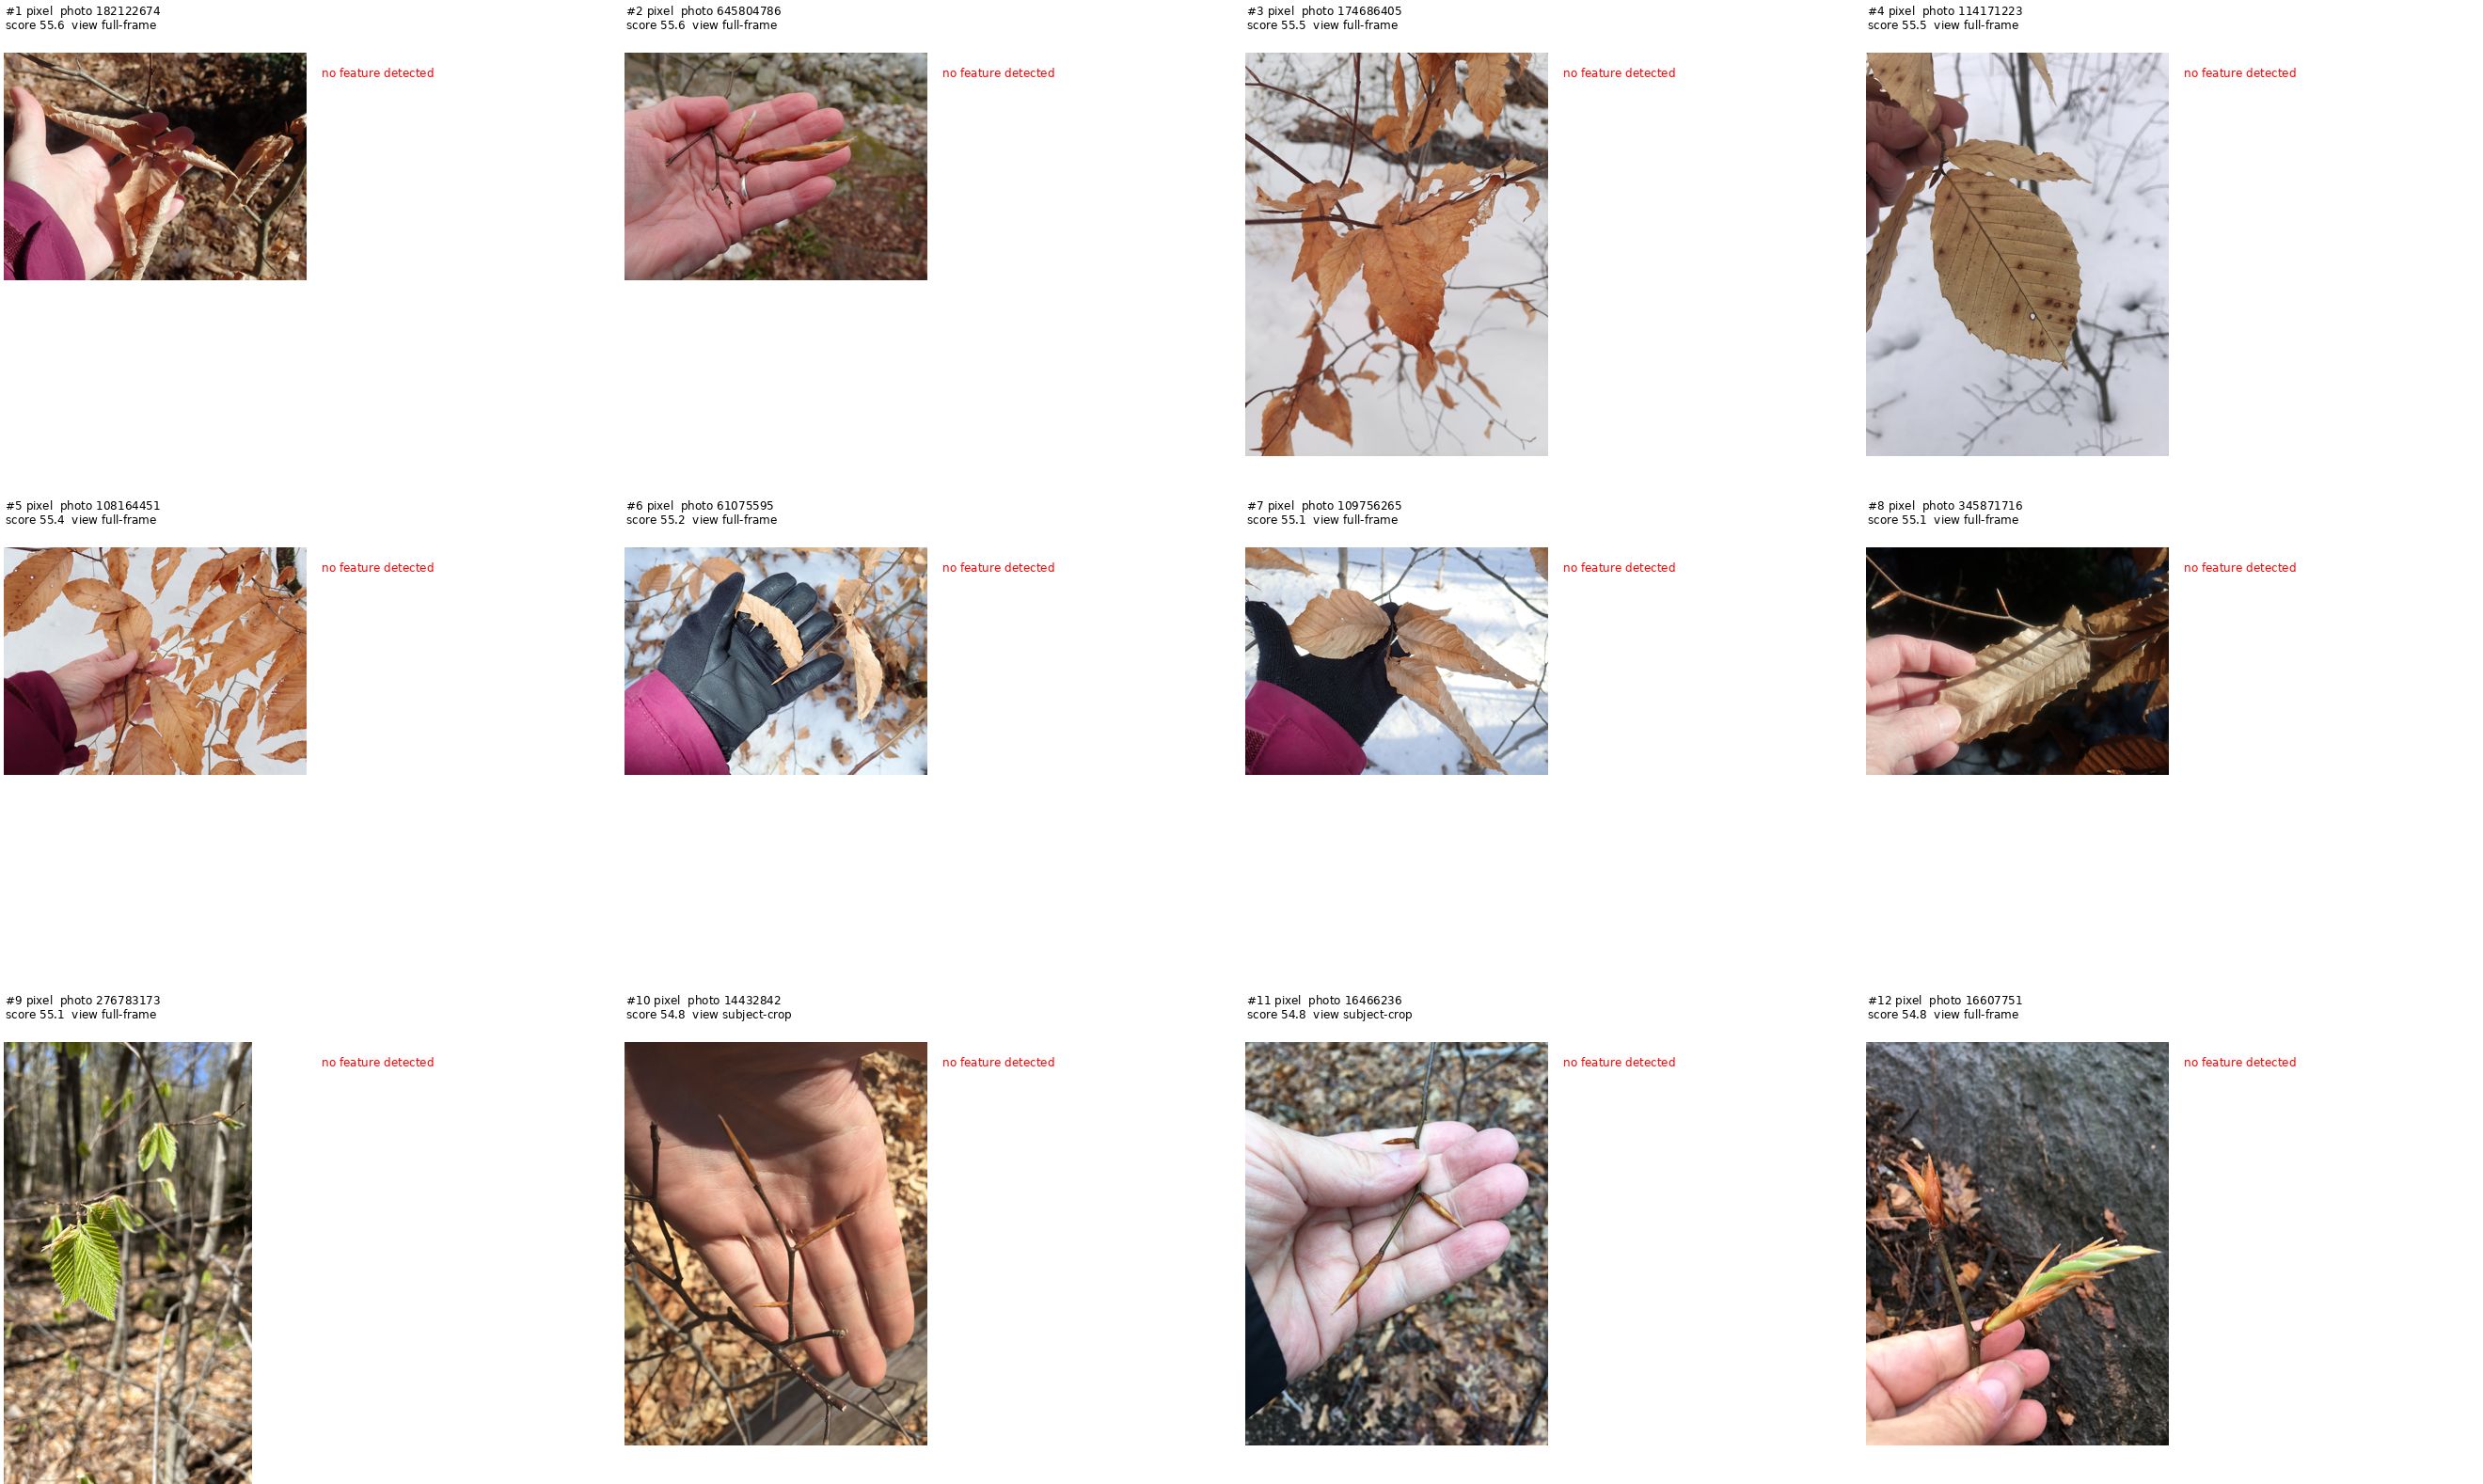 #1 pixel  photo 182122674
score 55.6  view full-frame
no feature detected
#2 pixel  photo 645804786
score 55.6  view full-frame
no feature detected
#3 pixel  photo 174686405
score 55.5  view full-frame
no feature detected
#4 pixel  photo 114171223
score 55.5  view full-frame
no feature detected
#5 pixel  photo 108164451
score 55.4  view full-frame
no feature detected
#6 pixel  photo 61075595
score 55.2  view full-frame
no feature detected
#7 pixel  photo 109756265
score 55.1  view full-frame
no feature detected
#8 pixel  photo 345871716
score 55.1  view full-frame
no feature detected
#9 pixel  photo 276783173
score 55.1  view full-frame
no feature detected
#10 pixel  photo 14432842
score 54.8  view subject-crop
no feature detected
#11 pixel  photo 16466236
score 54.8  view subject-crop
no feature detected
#12 pixel  photo 16607751
score 54.8  view full-frame
no feature detected